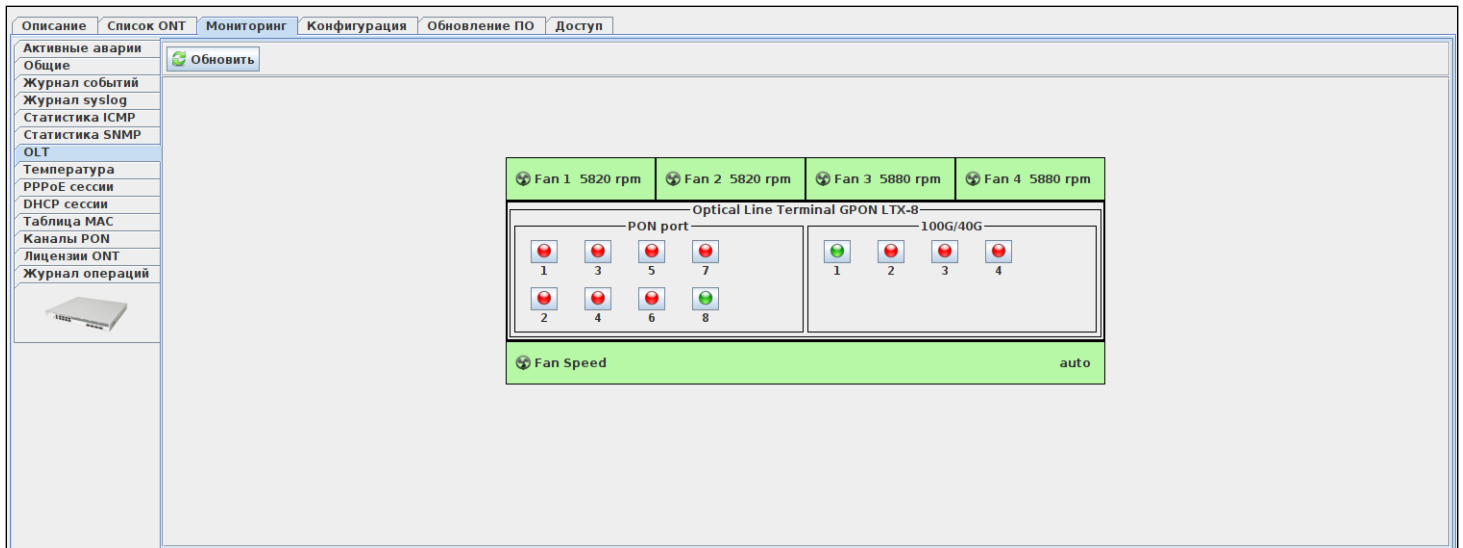 Описание Список ONT Мониторинг Конфигурация Обновление ПО Доступ
Активные аварии
Общие
Журнал событий
Журнал syslog
Статистика ICMP
Статистика SNMP
OLT
Температура
PPPoE сессии
DHCP сессии
Таблица MAC
Каналы PON
Лицензии ONT
Журнал операций
Обновить
Fan 1 5820 rpm Fan 2 5820 rpm Fan 3 5880 rpm Fan 4 5880 rpm
Optical Line Terminal GPON LTX-8
PON port 100G/40G
1 3 5 7 1 2 3 4
2 4 6 8
Fan Speed auto